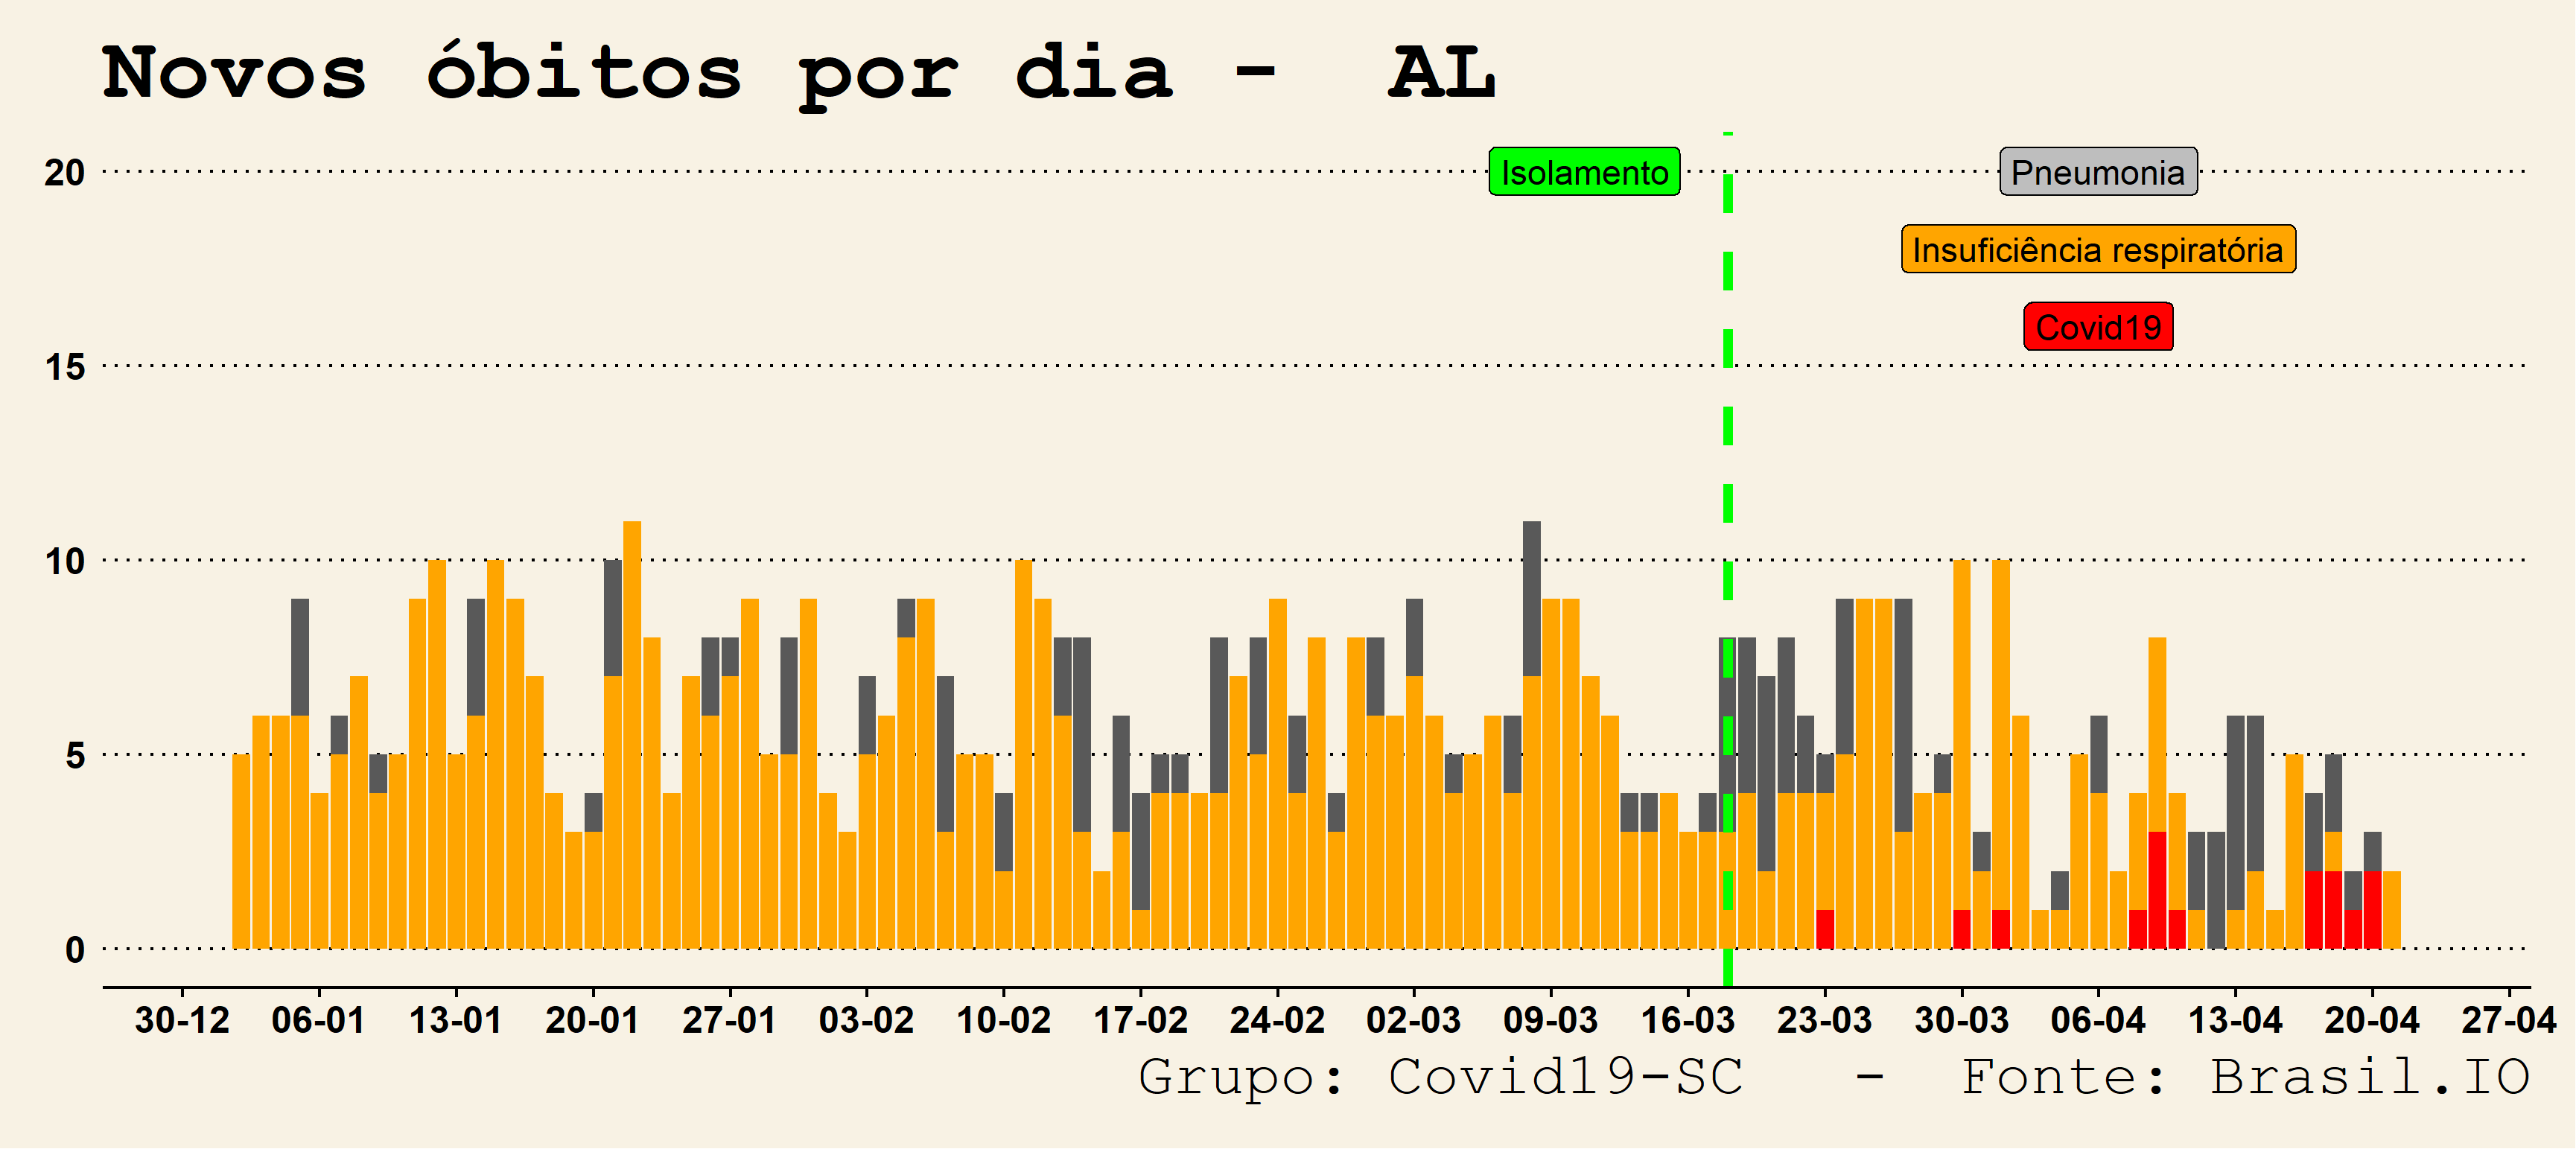 Novos óbitos por dia - AL
20
Isolamento
Pneumonia
Insuficiência respiratória
Covid19
15
10
5
0
30-12 06-01 13-01 20-01 27-01 03-02 10-02 17-02 24-02 02-03 09-03 16-03 23-03 30-03 06-04 13-04 20-04 27-04
Grupo: Covid19-SC - Fonte: Brasil.IO